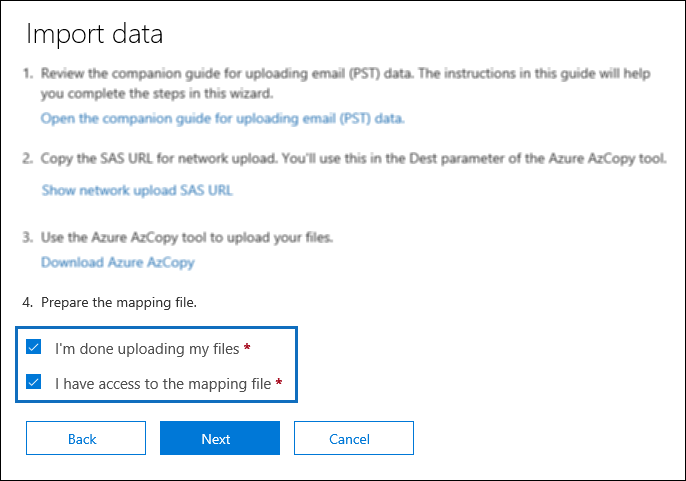 Import data
1. Review the companion guide for uploading email (PST) data. The instructions in this guide will help
you complete the steps in this wizard.
Open the companion guide for uploading email (PST) data.
2. Copy the SAS URL for network upload. You'll use this in the Dest parameter of the Azure AzCopy tool.
Show network upload SAS URL
3. Use the Azure AzCopy tool to upload your files.
Download Azure AzCopy
4. Prepare the mapping file.
I'm done uploading my files *
I have access to the mapping file *
Back Next Cancel